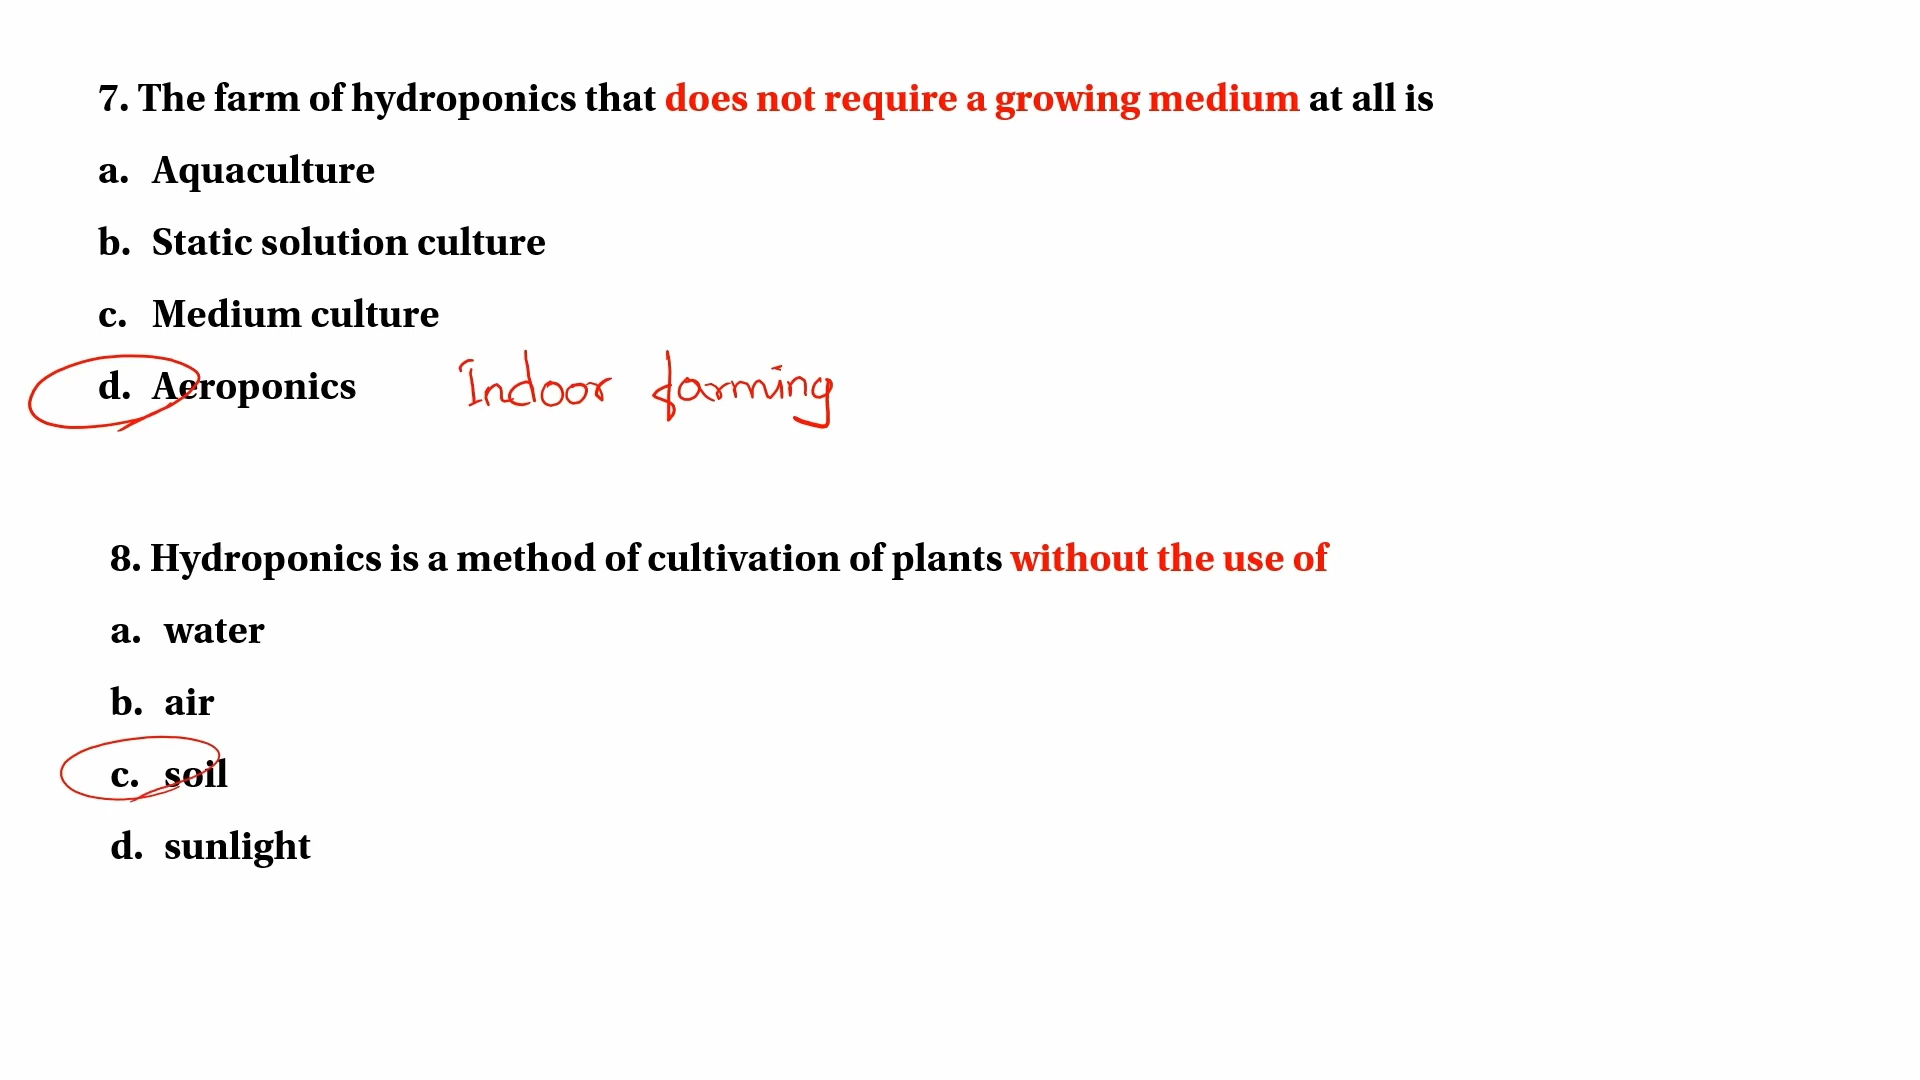 7. The farm of hydroponics that does not require a growing medium at all is
a. Aquaculture
b. Static solution culture
c. Medium culture
d. Aeroponics Indoor farming
8. Hydroponics is a method of cultivation of plants without the use of
a. water
b. air
c. soil
d. sunlight